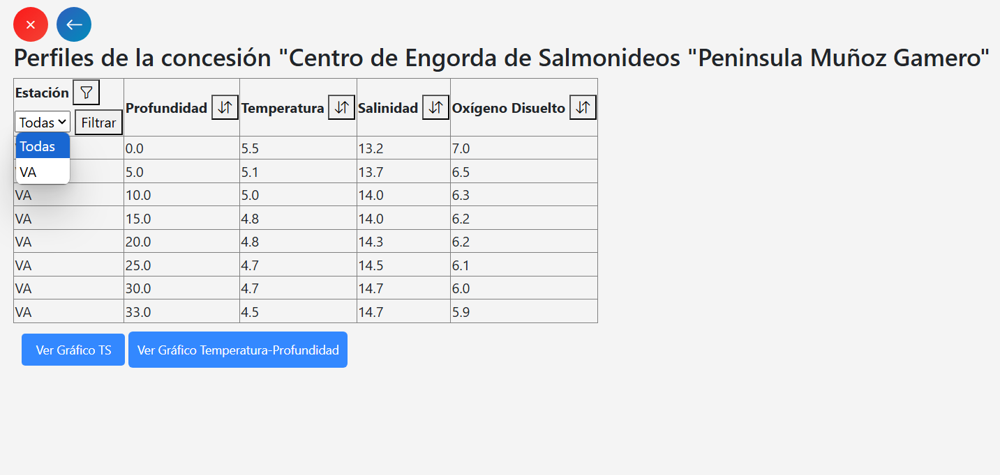 Perfiles de la concesión "Centro de Engorda de Salmonideos "Peninsula Muñoz Gamero"
Estación Profundidad Temperatura Salinidad Oxígeno Disuelto
Todas Filtrar
Todas
VA
0.0 5.5 13.2 7.0
5.0 5.1 13.7 6.5
VA 10.0 5.0 14.0 6.3
VA 15.0 4.8 14.0 6.2
VA 20.0 4.8 14.3 6.2
VA 25.0 4.7 14.5 6.1
VA 30.0 4.7 14.7 6.0
VA 33.0 4.5 14.7 5.9
Ver Gráfico TS Ver Gráfico Temperatura-Profundidad